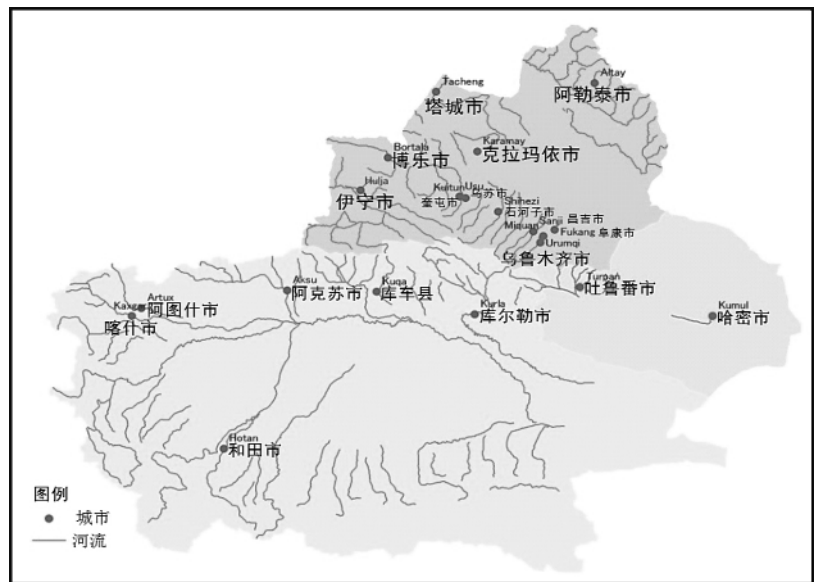 Altay
阿勒泰市
Tacheng
塔城市
Karamay
克拉玛依市
Bortala
博乐市
Kuitun
奎屯市
Usu
乌苏市
Hulja
伊宁市
Shihezi
石河子市
Miquan
Sanji
昌吉市
Fukang 阜康市
Urumqi
乌鲁木齐市
Turpan
吐鲁番市
Aksu
阿克苏市
Kuqa
库车县
Kurla
库尔勒市
Kumul
哈密市
Artux
阿图什市
喀什市
Hotan
和田市
图例
城市
河流